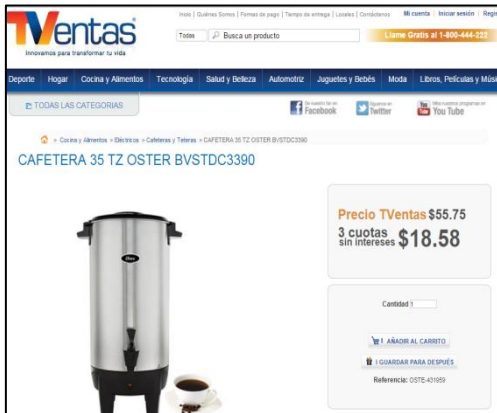 TVentas
Innovamos para transformar tu vida
Inicio | Quiénes Somos | Formas de pago | Tiempo de entrega | Locales | Contáctenos
Mi cuenta | Iniciar sesión | Regi
Todas
Busca un producto
Llame Gratis al 1-800-444-222
Deporte Hogar Cocina y Alimentos Tecnología Salud y Belleza Automotriz Juguetes y Bebés Moda Libros, Películas y Músi
TODAS LAS CATEGORIAS
Facebook
Síguenos en
Twitter
You Tube
» Cocina y Alimentos » Eléctricos » Cafeteras y Teteras » CAFETERA 35 TZ OSTER BVSTDC3390
CAFETERA 35 TZ OSTER BVSTDC3390
Precio TVentas $55.75
3 cuotas
sin intereses $18.58
Oster
Cantidad 1
AÑADIR AL CARRITO
GUARDAR PARA DESPUÉS
Referencia: OSTE-431959